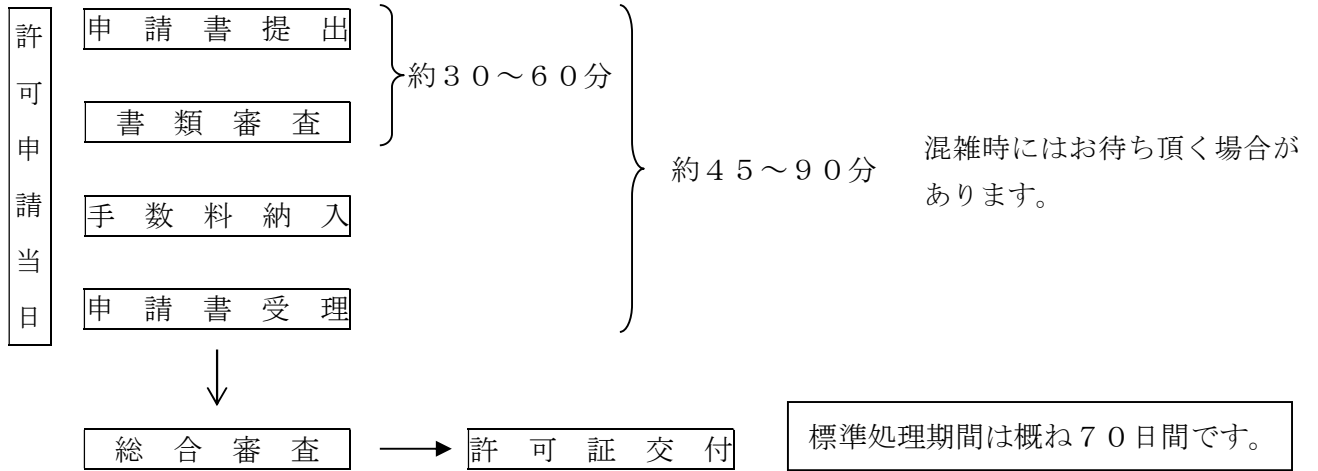 許可申請当日
申請書提出
書類審査
約３０～６０分
手数料納入
申請書受理
約４５～９０分
混雑時にはお待ち頂く場合が
あります。
総合審査
許可証交付
標準処理期間は概ね７０日間です。